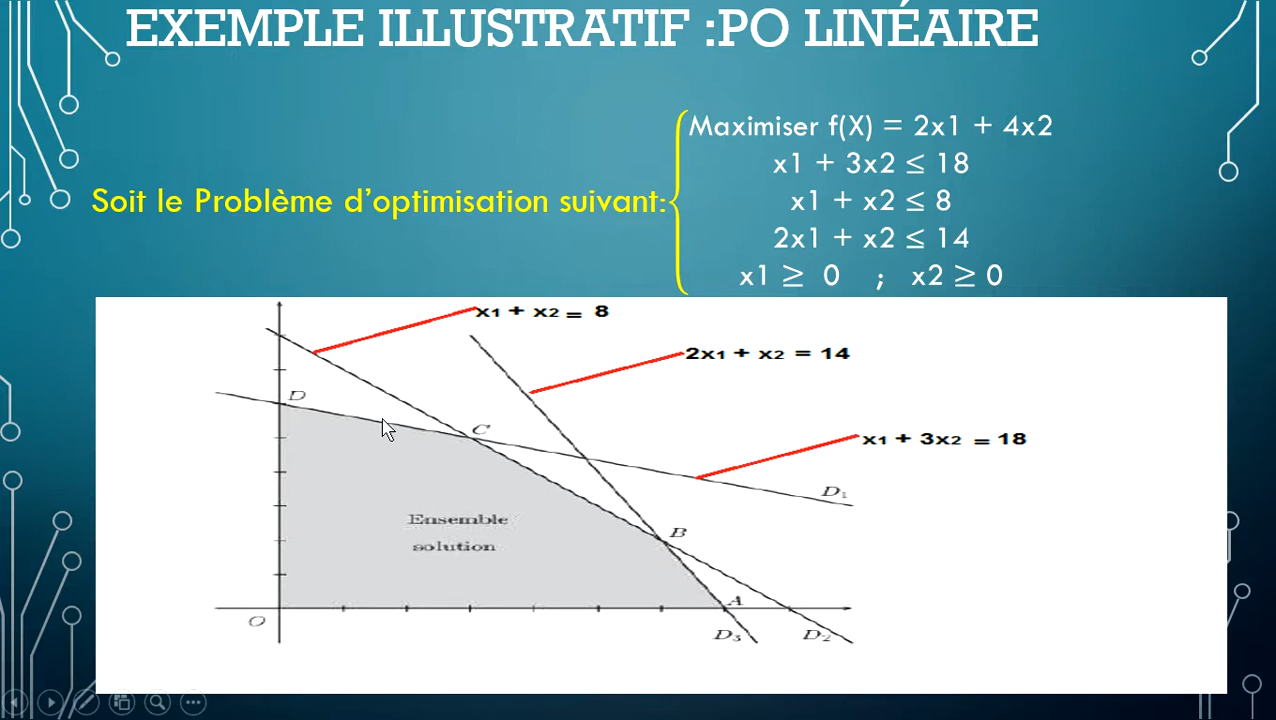 EXEMPLE ILLUSTRATIF :PO LINÉAIRE
Maximiser f(X) = 2x1 + 4x2
x1 + 3x2 ≤ 18
Soit le Problème d’optimisation suivant:
x1 + x2 ≤ 8
2x1 + x2 ≤ 14
x1 ≥ 0 ; x2 ≥ 0
x1 + x2 = 8
2x1 + x2 = 14
D
C
x1 + 3x2 = 18
D1
Ensemble
solution
B
A
O
D3
D2